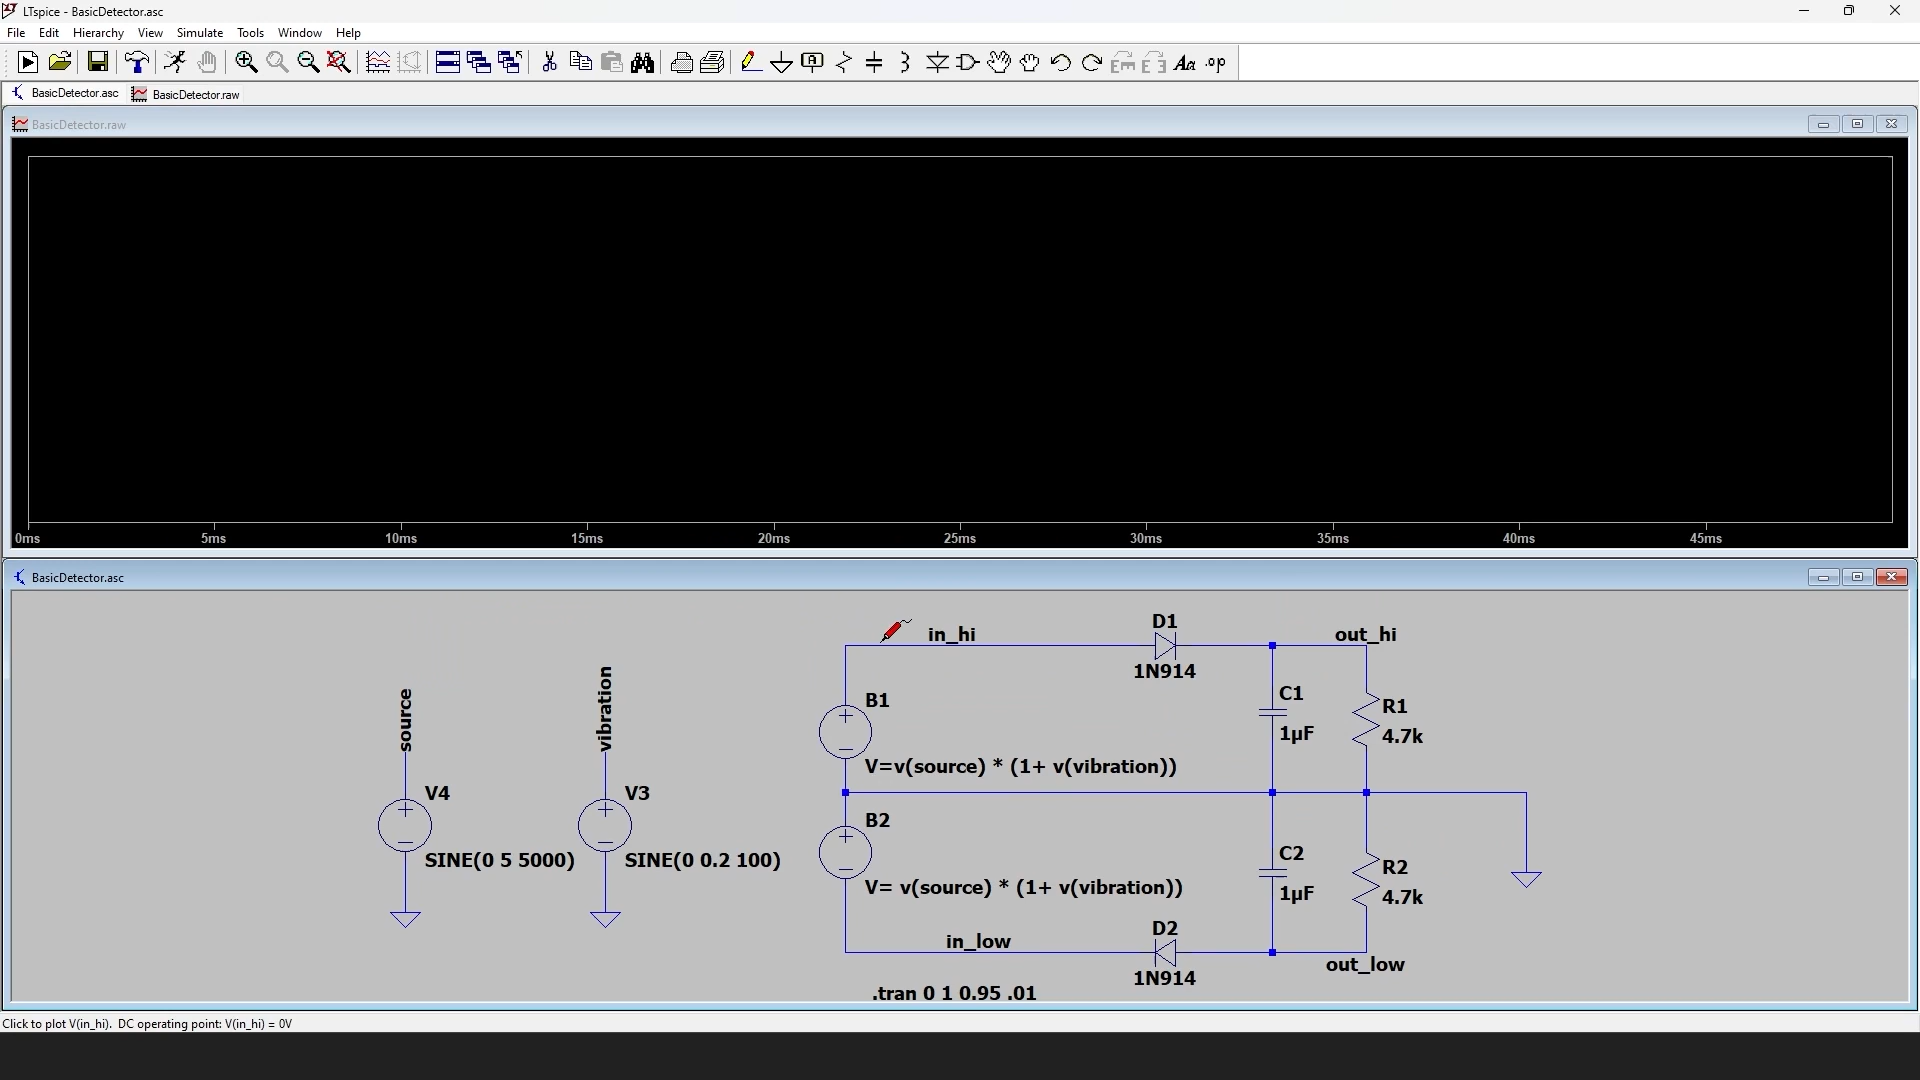 LTspice - BasicDetector.asc
File Edit Hierarchy View Simulate Tools Window Help
A Aa .op
BasicDetector.asc BasicDetector.raw
BasicDetector.raw
0ms 5ms 10ms 15ms 20ms 25ms 30ms 35ms 40ms 45ms
BasicDetector.asc
in_hi
D1
out_hi
1N914
source
vibration
B1
C1
R1
1µF
4.7k
V=v(source) * (1+ v(vibration))
V4
V3
B2
SINE(0 5 5000)
SINE(0 0.2 100)
C2
R2
V= v(source) * (1+ v(vibration))
1µF
4.7k
D2
in_low
out_low
1N914
.tran 0 1 0.95 .01
Click to plot V(in_hi). DC operating point: V(in_hi) = 0V